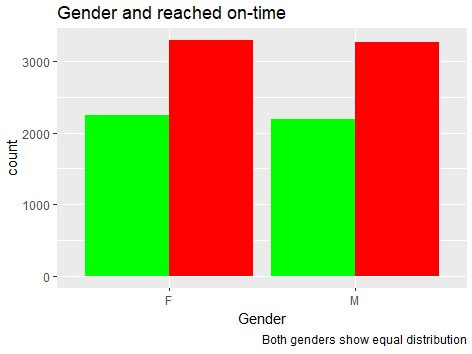 Gender and reached on-time
count
3000
2000
1000
0
F M
Gender
Both genders show equal distribution